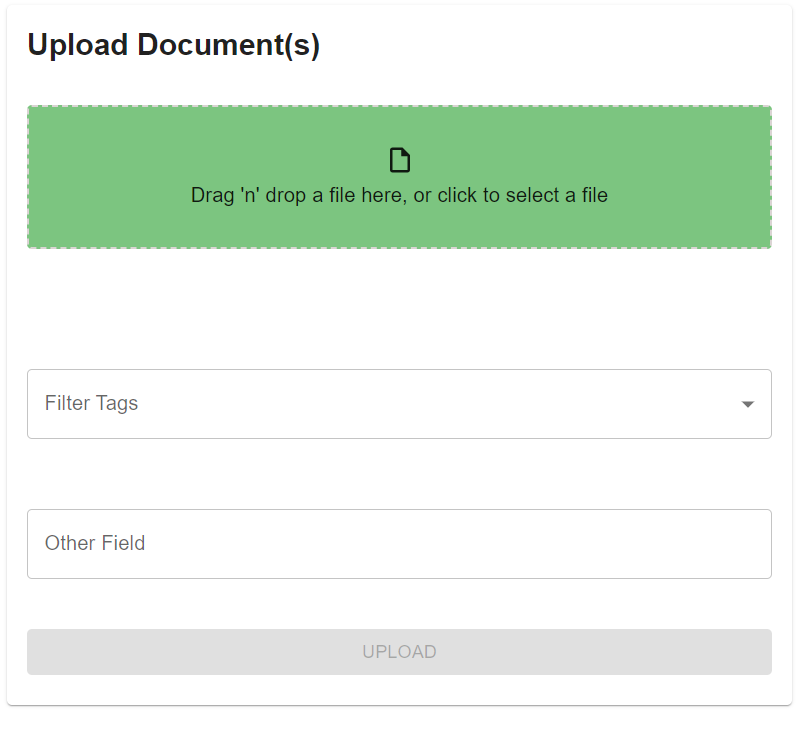 Upload Document(s)
Drag 'n' drop a file here, or click to select a file
Filter Tags
Other Field
UPLOAD